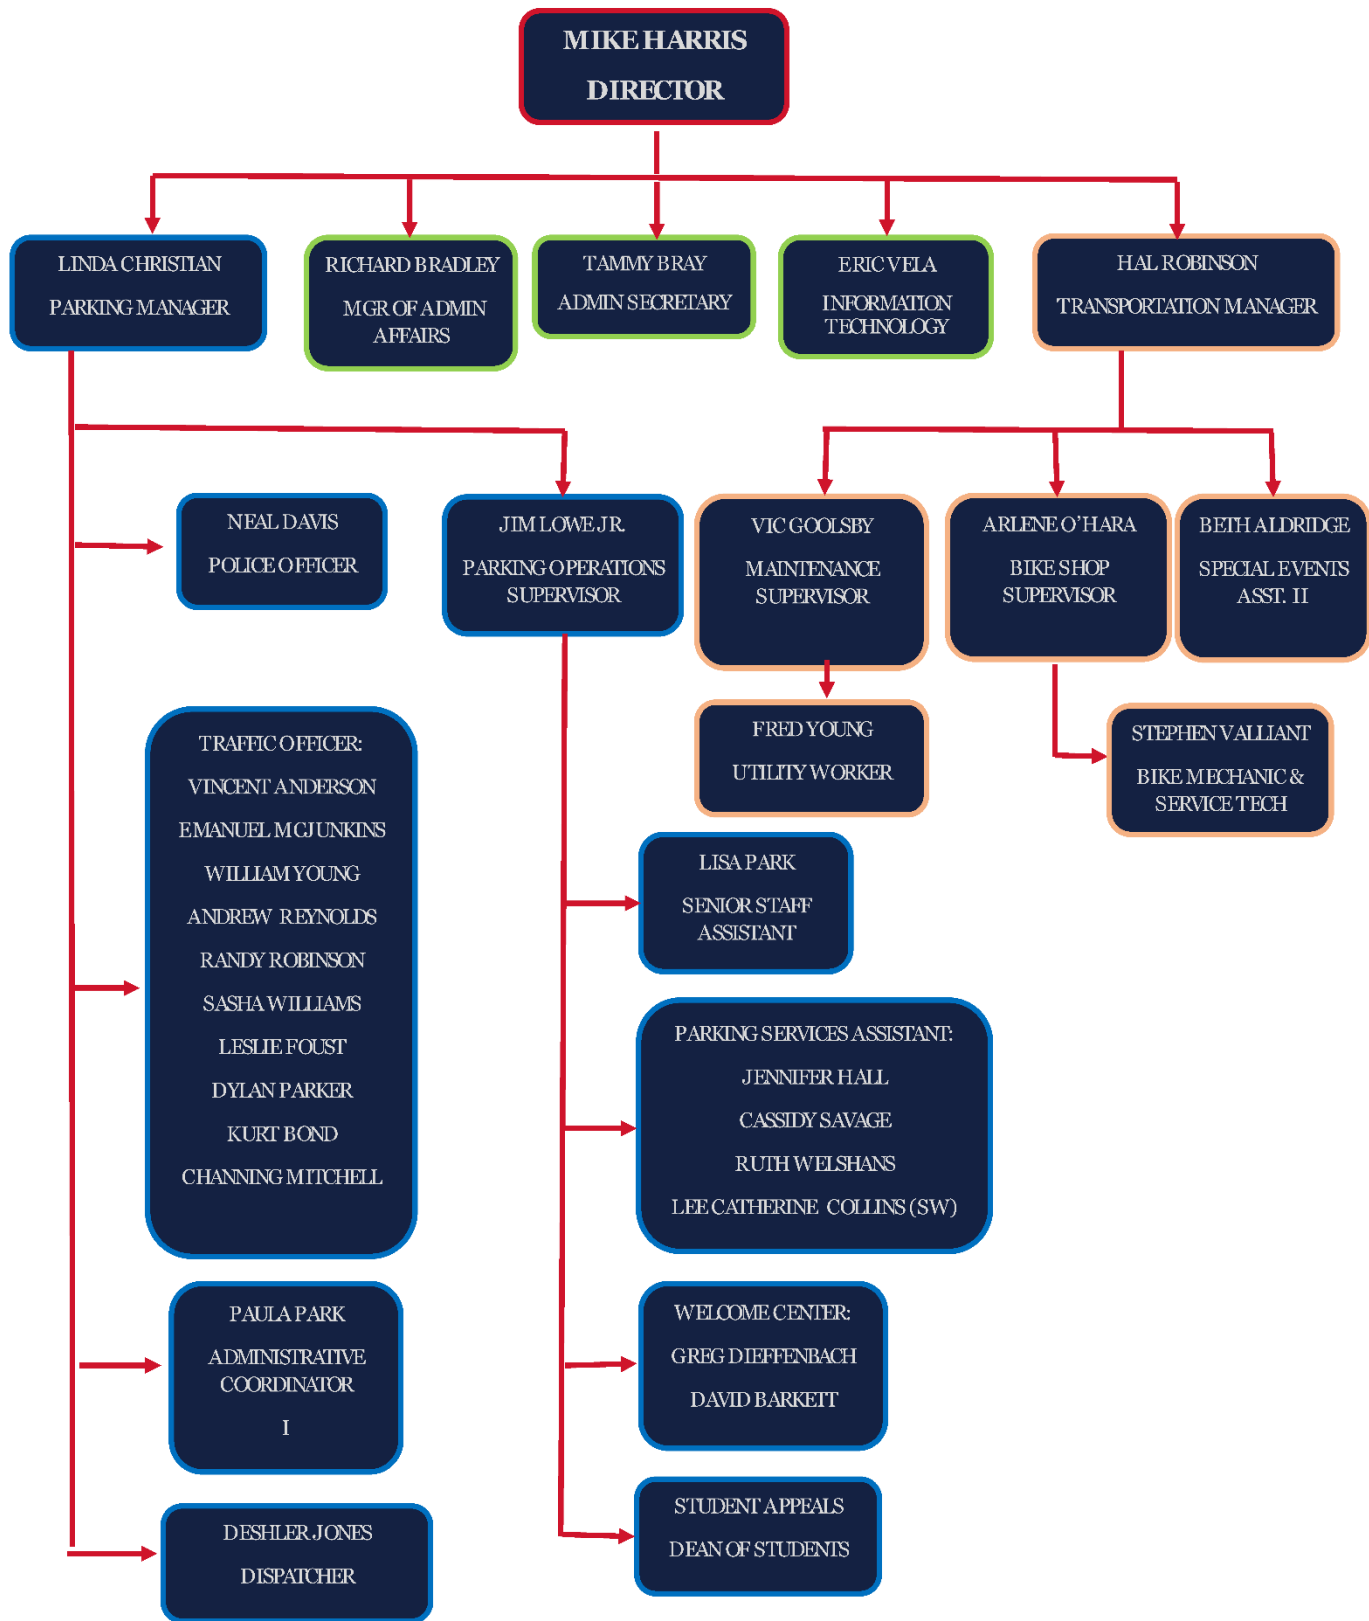 MIKE HARRIS
DIRECTOR
LINDA CHRISTIAN
PARKING MANAGER
RICHARD BRADLEY
MGR OF ADMIN
AFFAIRS
TAMMY BRAY
ADMIN SECRETARY
ERIC VELA
INFORMATION
TECHNOLOGY
HAL ROBINSON
TRANSPORTATION MANAGER
NEAL DAVIS
POLICE OFFICER
JIM LOWE JR.
PARKING OPERATIONS
SUPERVISOR
VIC GOOLSBY
MAINTENANCE
SUPERVISOR
ARLENE O’HARA
BIKE SHOP
SUPERVISOR
BETH ALDRIDGE
SPECIAL EVENTS
ASST. II
FRED YOUNG
UTILITY WORKER
STEPHEN VALLIANT
BIKE MECHANIC &
SERVICE TECH
TRAFFIC OFFICER:
VINCENT ANDERSON
EMANUEL MCJUNKINS
WILLIAM YOUNG
ANDREW REYNOLDS
RANDY ROBINSON
SASHA WILLIAMS
LESLIE FOUST
DYLAN PARKER
KURT BOND
CHANNING MITCHELL
LISA PARK
SENIOR STAFF
ASSISTANT
PARKING SERVICES ASSISTANT:
JENNIFER HALL
CASSIDY SAVAGE
RUTH WELSHANS
LEE CATHERINE COLLINS (SW)
PAULA PARK
ADMINISTRATIVE
COORDINATOR
I
WELCOME CENTER:
GREG DIEFFENBACH
DAVID BARKETT
DESHLER JONES
DISPATCHER
STUDENT APPEALS
DEAN OF STUDENTS